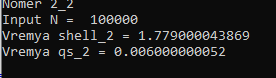 Nomer 2_2
Input N =  100000
Vremya shell_2 = 1.779000043869
Vremya qs_2 = 0.006000000052